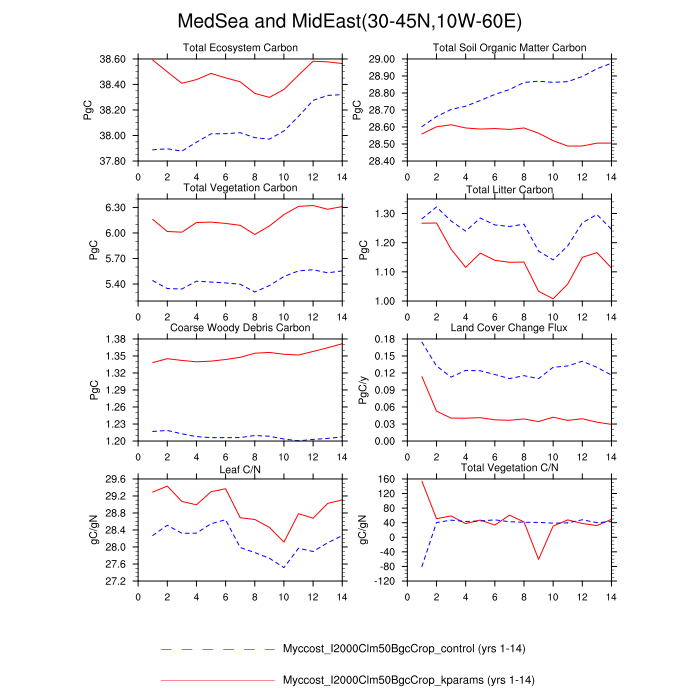 MedSea and MidEast(30-45N,10W-60E)
Total Ecosystem Carbon
PgC
38.60
38.40
38.20
38.00
37.80
0 2 4 6 8 10 12 14
Total Soil Organic Matter Carbon
PgC
29.00
28.90
28.80
28.70
28.60
28.50
28.40
0 2 4 6 8 10 12 14
Total Vegetation Carbon
PgC
6.30
6.00
5.70
5.40
0 2 4 6 8 10 12 14
Total Litter Carbon
PgC
1.30
1.20
1.10
1.00
0 2 4 6 8 10 12 14
Coarse Woody Debris Carbon
PgC
1.38
1.35
1.32
1.29
1.26
1.23
1.20
0 2 4 6 8 10 12 14
Land Cover Change Flux
PgC/y
0.18
0.15
0.12
0.09
0.06
0.03
0.00
0 2 4 6 8 10 12 14
Leaf C/N
gC/gN
29.6
29.2
28.8
28.4
28.0
27.6
27.2
0 2 4 6 8 10 12 14
Total Vegetation C/N
gC/gN
160
120
80
40
0
-40
-80
-120
0 2 4 6 8 10 12 14
Myccost_I2000Clm50BgcCrop_control (yrs 1-14)
Myccost_I2000Clm50BgcCrop_kparams (yrs 1-14)